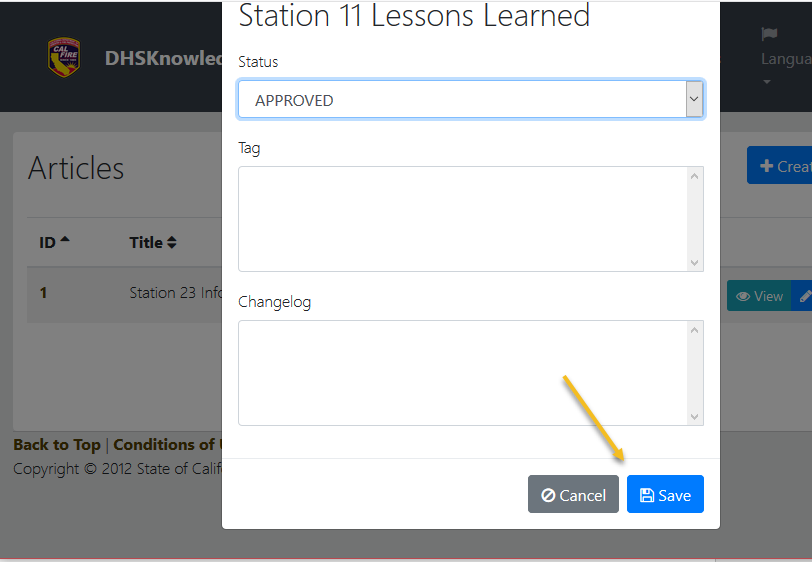 Station 11 Lessons Learned
CAL FIRE
DHSKnowled
Langua
Status
APPROVED
Tag
Articles
Creat
ID Title
1 Station 23 Info
View
Changelog
Back to Top | Conditions of U
Copyright © 2012 State of Calif
Cancel Save